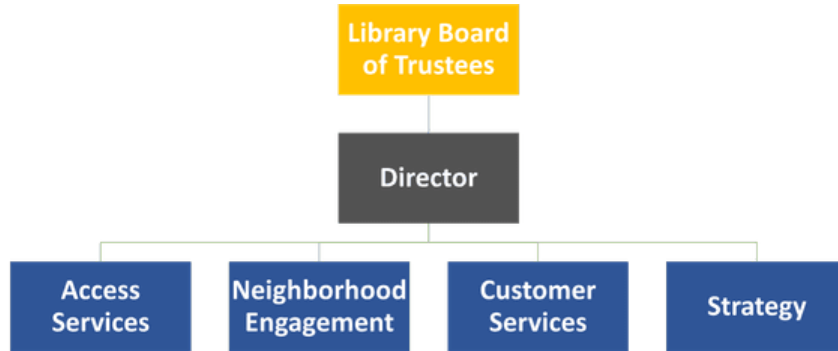 Library Board
of Trustees
Director
Access
Services
Neighborhood
Engagement
Customer
Services
Strategy